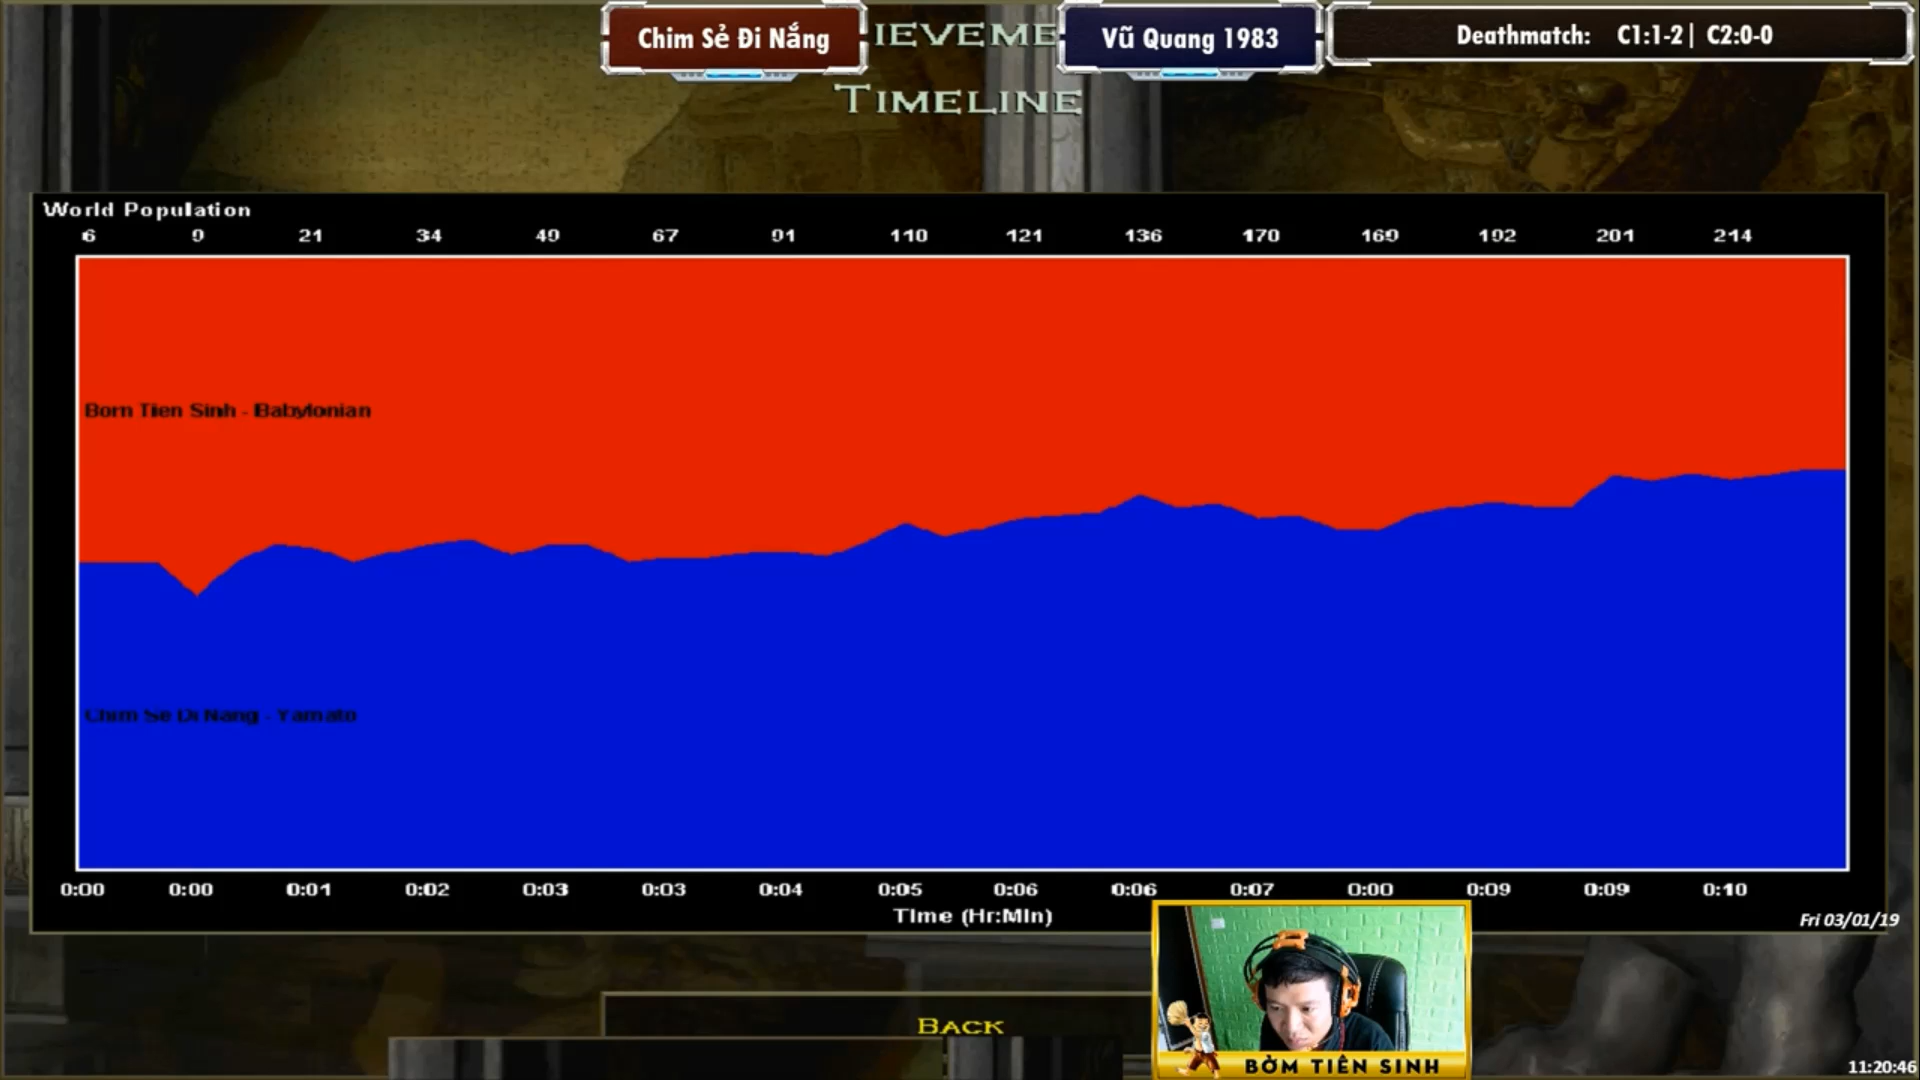 Chim Sẻ Đi Nắng
IEVEME
Vũ Quang 1983
Deathmatch: C1:1-2| C2:0-0
TIMELINE
World Population
6 9 21 34 49 67 91 110 121 136 170 169 192 201 214
Born Tien Sinh - Babylonian
Chim Se Di Nang - Yamato
0:00 0:00 0:01 0:02 0:03 0:03 0:04 0:05 0:06 0:06 0:07 0:08 0:09 0:09 0:10
Time (Hr:Min)
Fri 03/01/19
BACK
BỜM TIÊN SINH
11:20:46